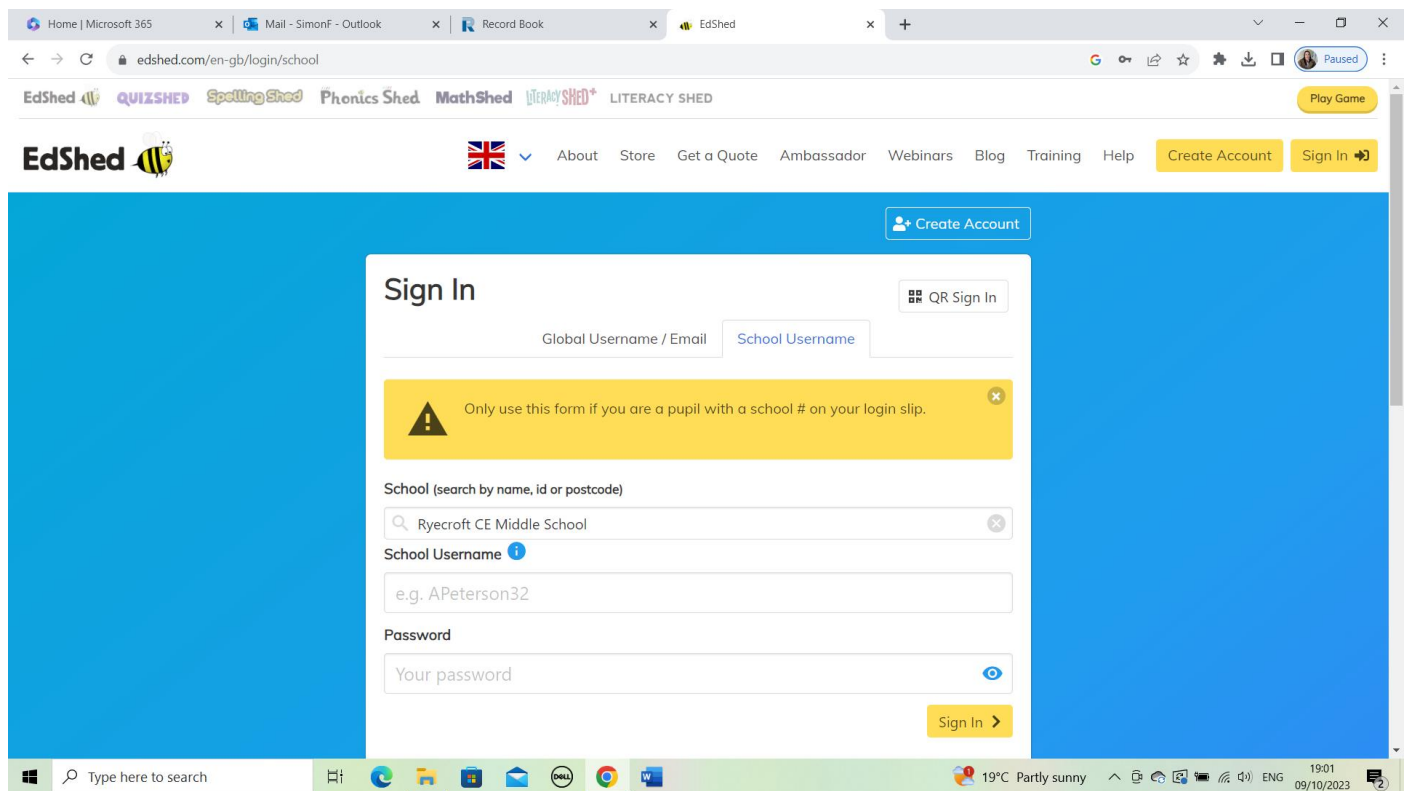 Home | Microsoft 365
Mail - SimonF - Outlook
Record Book
EdShed
edshed.com/en-gb/login/school
Paused
EdShed QUIZSHED Spelling Shed Phonics Shed MathShed LITERACY SHED+ LITERACY SHED
Play Game
EdShed
About Store Get a Quote Ambassador Webinars Blog Training Help Create Account Sign In
Create Account
Sign In
QR Sign In
Global Username / Email School Username
Only use this form if you are a pupil with a school # on your login slip.
School (search by name, id or postcode)
Ryecroft CE Middle School
School Username
e.g. APeterson32
Password
Your password
Sign In
Type here to search
DELL
19°C Partly sunny
ENG
19:01
09/10/2023
2